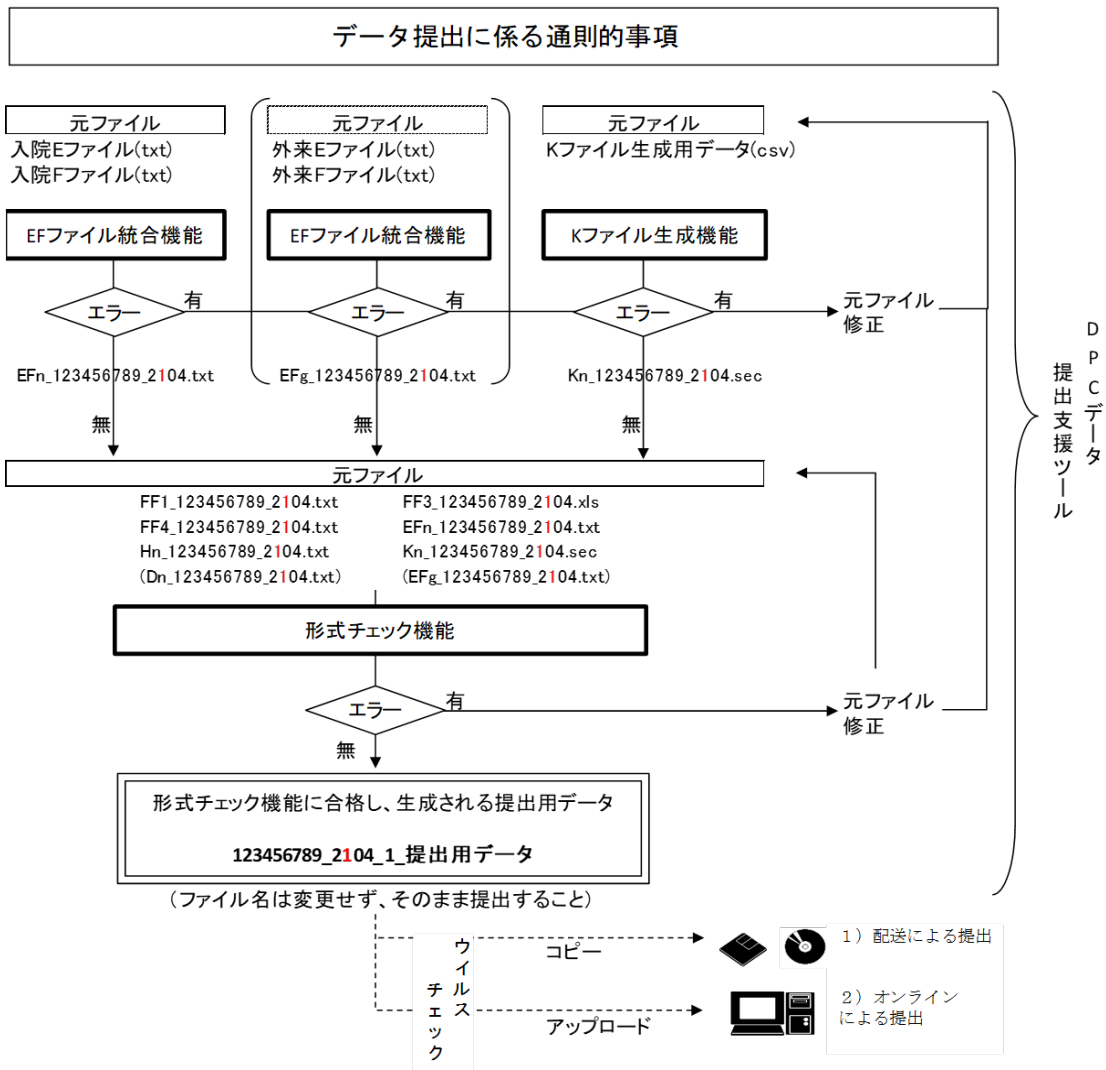 データ提出に係る通則的事項
元ファイル
入院Eファイル(txt)
入院Fファイル(txt)
元ファイル
外来Eファイル(txt)
外来Fファイル(txt)
元ファイル
Kファイル生成用データ(csv)
EFファイル統合機能
EFファイル統合機能
Kファイル生成機能
エラー
有
エラー
有
エラー
有
元ファイル
修正
EFn_123456789_2104.txt
EFg_123456789_2104.txt
Kn_123456789_2104.sec
無
無
無
元ファイル
FF1_123456789_2104.txt
FF3_123456789_2104.xls
FF4_123456789_2104.txt
EFn_123456789_2104.txt
Hn_123456789_2104.txt
Kn_123456789_2104.sec
(Dn_123456789_2104.txt)
(EFg_123456789_2104.txt)
形式チェック機能
エラー
有
元ファイル
修正
無
形式チェック機能に合格し、生成される提出用データ
123456789_2104_1_提出用データ
(ファイル名は変更せず、そのまま提出すること)
DPCデータ
提出支援ツール
ウイルス
チェック
コピー
1）配送による提出
アップロード
2）オンライン
による提出